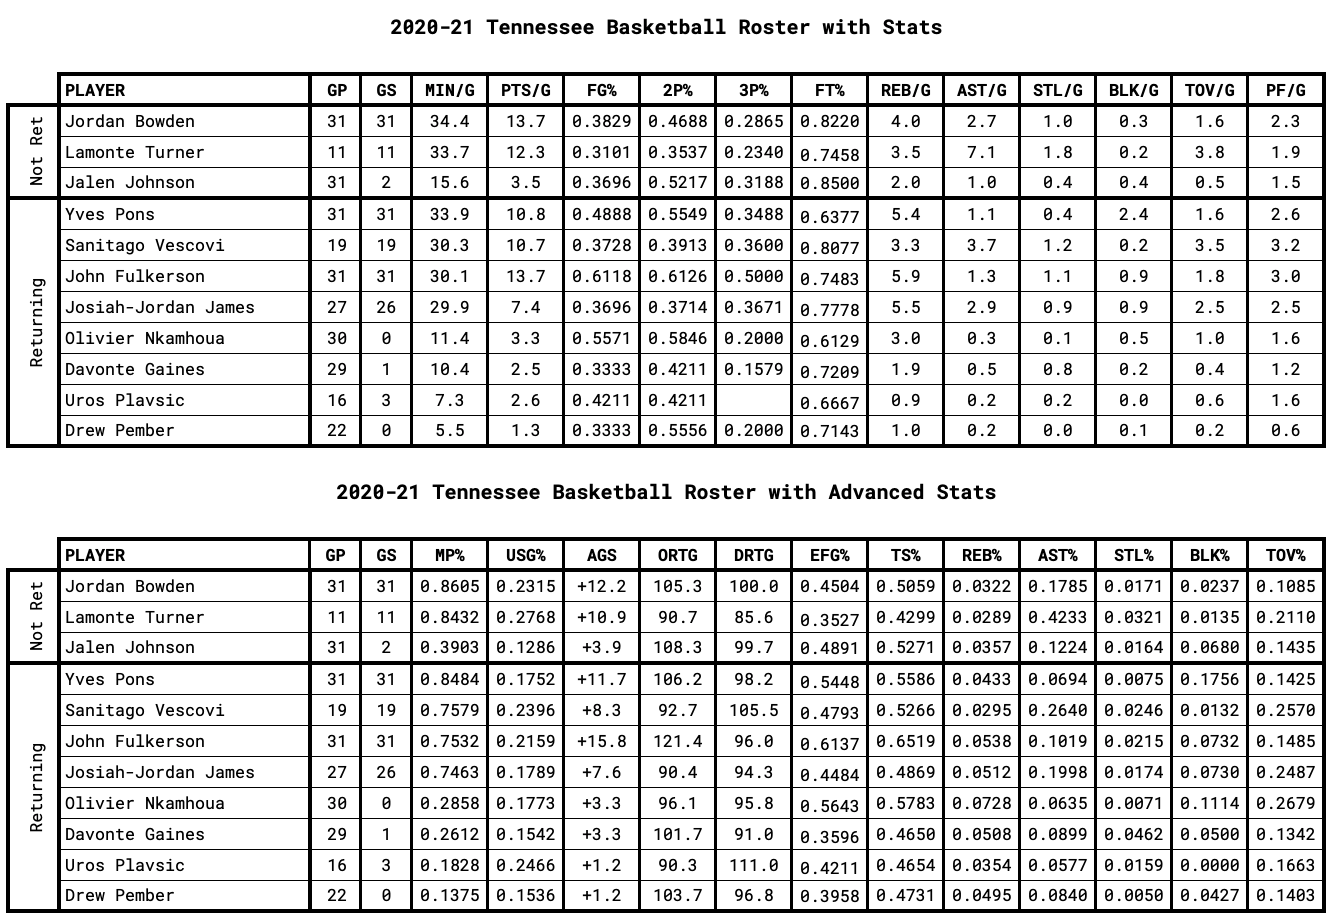 2020-21 Tennessee Basketball Roster with Stats
PLAYER GP GS MIN/G PTS/G FG% 2P% 3P% FT% REB/G AST/G STL/G BLK/G TOV/G PF/G
Not Ret
Jordan Bowden 31 31 34.4 13.7 0.3829 0.4688 0.2865 0.8220 4.0 2.7 1.0 0.3 1.6 2.3
Lamonte Turner 11 11 33.7 12.3 0.3101 0.3537 0.2340 0.7458 3.5 7.1 1.8 0.2 3.8 1.9
Jalen Johnson 31 2 15.6 3.5 0.3696 0.5217 0.3188 0.8500 2.0 1.0 0.4 0.4 0.5 1.5
Returning
Yves Pons 31 31 33.9 10.8 0.4888 0.5549 0.3488 0.6377 5.4 1.1 0.4 2.4 1.6 2.6
Sanitago Vescovi 19 19 30.3 10.7 0.3728 0.3913 0.3600 0.8077 3.3 3.7 1.2 0.2 3.5 3.2
John Fulkerson 31 31 30.1 13.7 0.6118 0.6126 0.5000 0.7483 5.9 1.3 1.1 0.9 1.8 3.0
Josiah-Jordan James 27 26 29.9 7.4 0.3696 0.3714 0.3671 0.7778 5.5 2.9 0.9 0.9 2.5 2.5
Olivier Nkamhoua 30 0 11.4 3.3 0.5571 0.5846 0.2000 0.6129 3.0 0.3 0.1 0.5 1.0 1.6
Davonte Gaines 29 1 10.4 2.5 0.3333 0.4211 0.1579 0.7209 1.9 0.5 0.8 0.2 0.4 1.2
Uros Plavsic 16 3 7.3 2.6 0.4211 0.4211 0.6667 0.9 0.2 0.2 0.0 0.6 1.6
Drew Pember 22 0 5.5 1.3 0.3333 0.5556 0.2000 0.7143 1.0 0.2 0.0 0.1 0.2 0.6
2020-21 Tennessee Basketball Roster with Advanced Stats
PLAYER GP GS MP% USG% AGS ORTG DRTG EFG% TS% REB% AST% STL% BLK% TOV%
Not Ret
Jordan Bowden 31 31 0.8605 0.2315 +12.2 105.3 100.0 0.4504 0.5059 0.0322 0.1785 0.0171 0.0237 0.1085
Lamonte Turner 11 11 0.8432 0.2768 +10.9 90.7 85.6 0.3527 0.4299 0.0289 0.4233 0.0321 0.0135 0.2110
Jalen Johnson 31 2 0.3903 0.1286 +3.9 108.3 99.7 0.4891 0.5271 0.0357 0.1224 0.0164 0.0680 0.1435
Returning
Yves Pons 31 31 0.8484 0.1752 +11.7 106.2 98.2 0.5448 0.5586 0.0433 0.0694 0.0075 0.1756 0.1425
Sanitago Vescovi 19 19 0.7579 0.2396 +8.3 92.7 105.5 0.4793 0.5266 0.0295 0.2640 0.0246 0.0132 0.2570
John Fulkerson 31 31 0.7532 0.2159 +15.8 121.4 96.0 0.6137 0.6519 0.0538 0.1019 0.0215 0.0732 0.1485
Josiah-Jordan James 27 26 0.7463 0.1789 +7.6 90.4 94.3 0.4484 0.4869 0.0512 0.1998 0.0174 0.0730 0.2487
Olivier Nkamhoua 30 0 0.2858 0.1773 +3.3 96.1 95.8 0.5643 0.5783 0.0728 0.0635 0.0071 0.1114 0.2679
Davonte Gaines 29 1 0.2612 0.1542 +3.3 101.7 91.0 0.3596 0.4650 0.0508 0.0899 0.0462 0.0500 0.1342
Uros Plavsic 16 3 0.1828 0.2466 +1.2 90.3 111.0 0.4211 0.4654 0.0354 0.0577 0.0159 0.0000 0.1663
Drew Pember 22 0 0.1375 0.1536 +1.2 103.7 96.8 0.3958 0.4731 0.0495 0.0840 0.0050 0.0427 0.1403